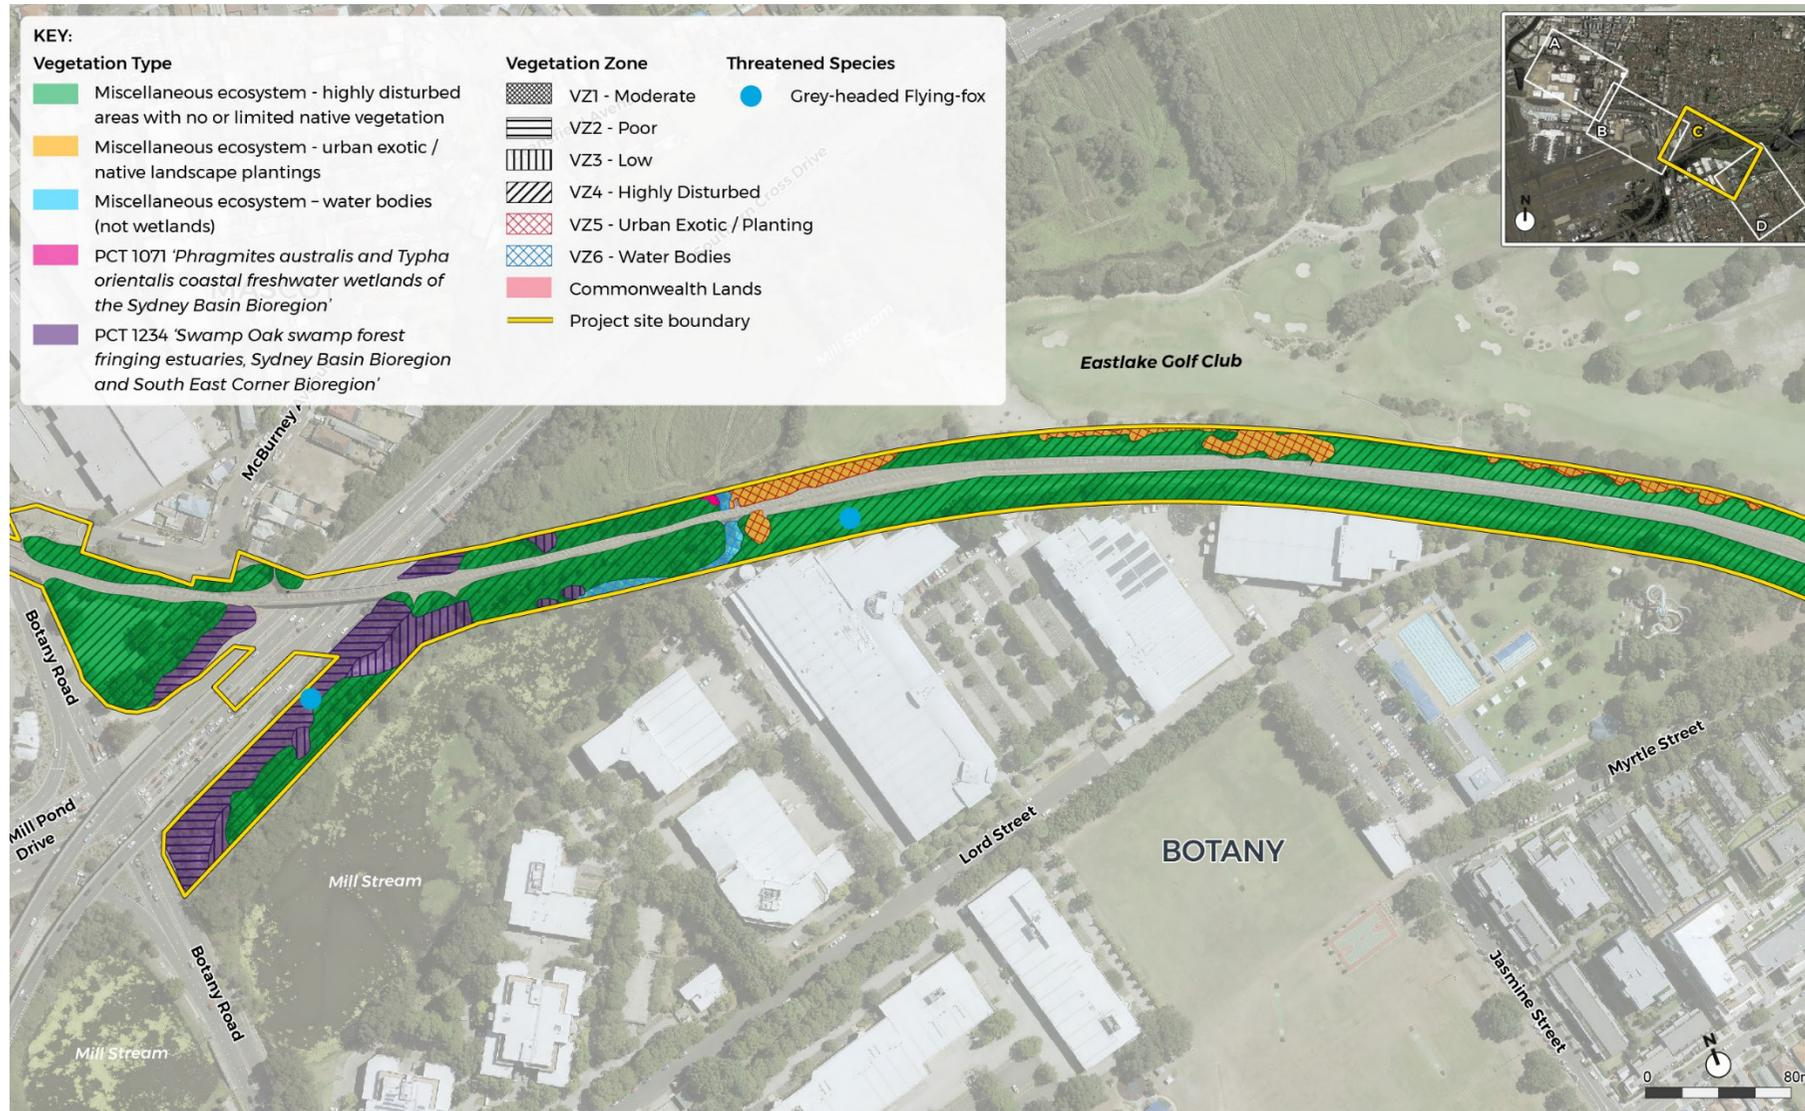 KEY:
Vegetation Type
Miscellaneous ecosystem - highly disturbed
areas with no or limited native vegetation
Miscellaneous ecosystem - urban exotic /
native landscape plantings
Miscellaneous ecosystem – water bodies
(not wetlands)
PCT 1071 ‘Phragmites australis and Typha
orientalis coastal freshwater wetlands of
the Sydney Basin Bioregion’
PCT 1234 ‘Swamp Oak swamp forest
fringing estuaries, Sydney Basin Bioregion
and South East Corner Bioregion’
Vegetation Zone
VZ1 - Moderate
VZ2 - Poor
VZ3 - Low
VZ4 - Highly Disturbed
VZ5 - Urban Exotic / Planting
VZ6 - Water Bodies
Commonwealth Lands
Project site boundary
Threatened Species
Grey-headed Flying-fox
A
B
C
D
N
MASCOT
Cross Drive
Mill Stream
Eastlake Golf Club
McBurney
Botany Road
Mill Pond
Drive
Mill Stream
Mill Stream
Botany Road
Lord Street
BOTANY
Myrtle Street
Jasmine Street
N
0
80m